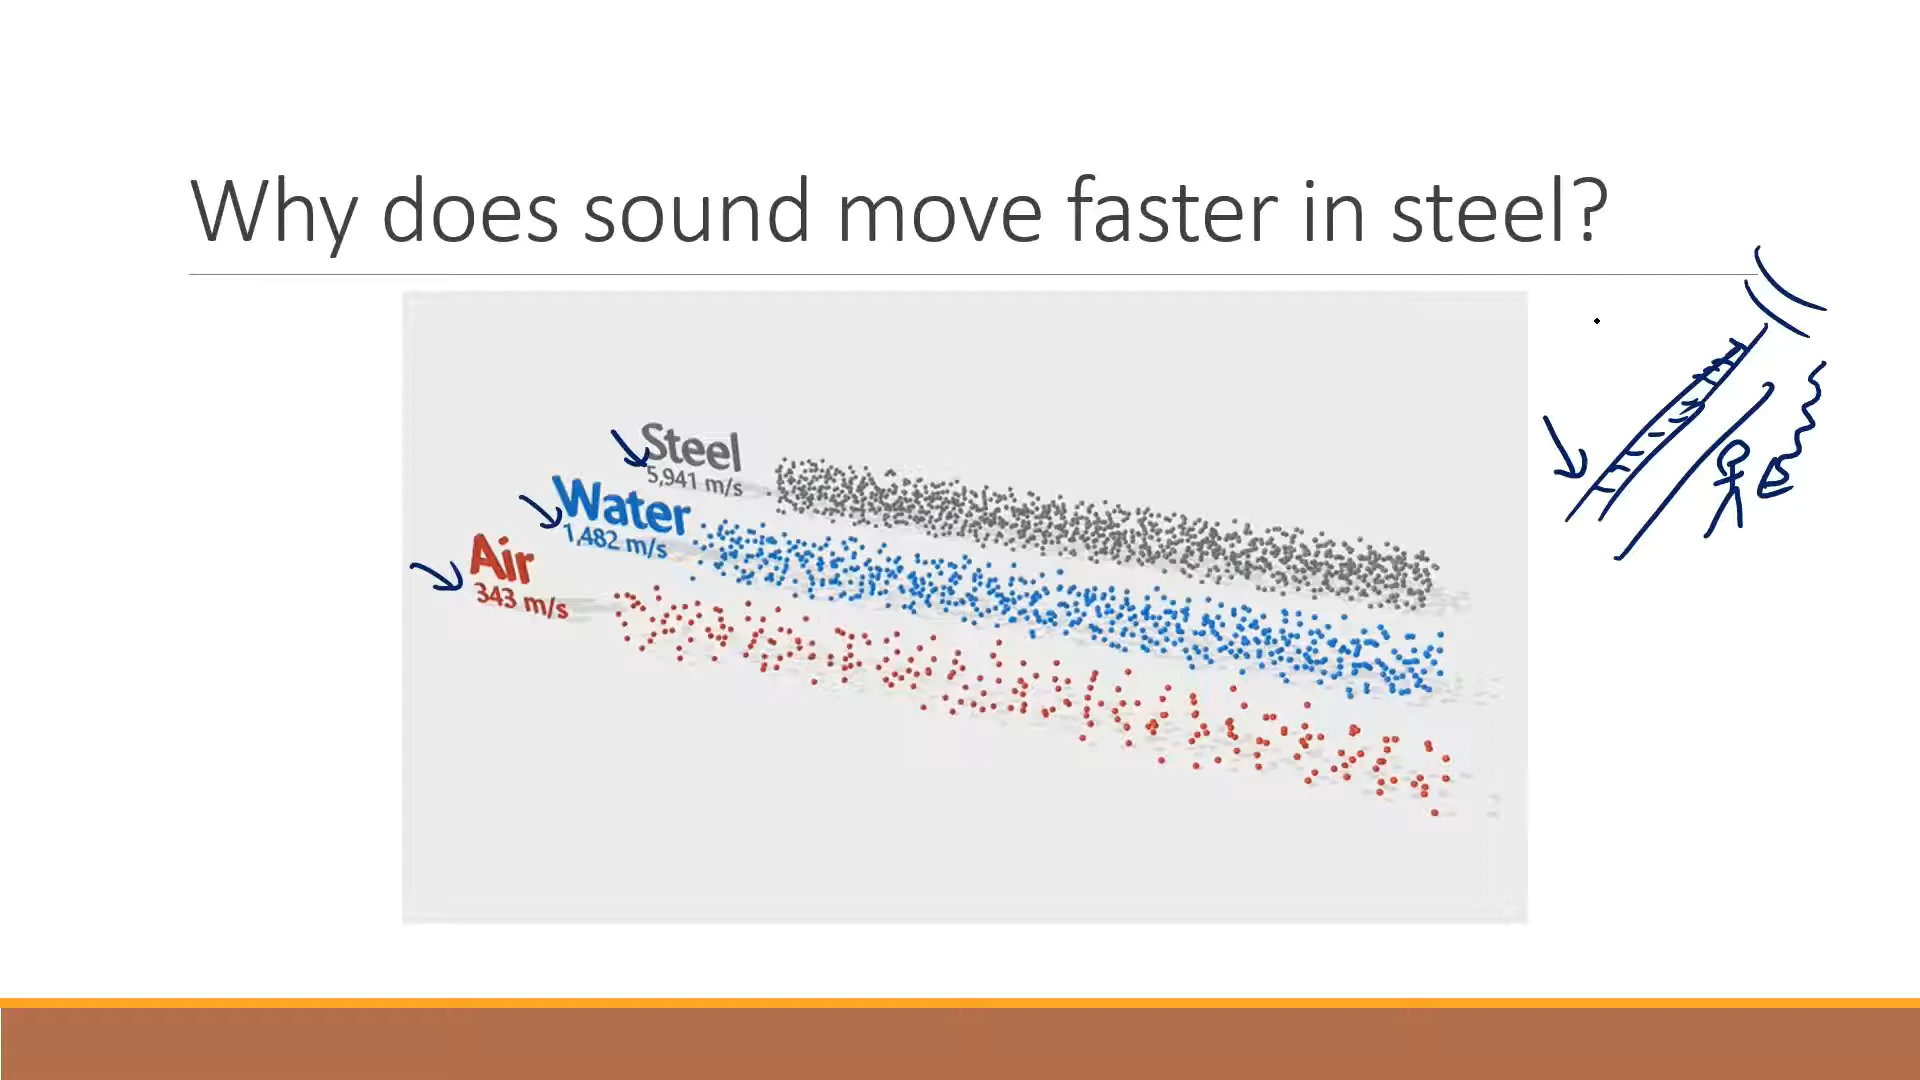 Why does sound move faster in steel?
Steel
5,941 m/s
Water
1,482 m/s
Air
343 m/s